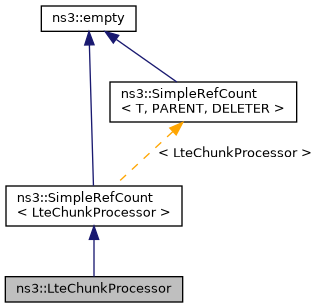 ns3::empty
ns3::SimpleRefCount
< T, PARENT, DELETER >
< LteChunkProcessor >
ns3::SimpleRefCount
< LteChunkProcessor >
ns3::LteChunkProcessor